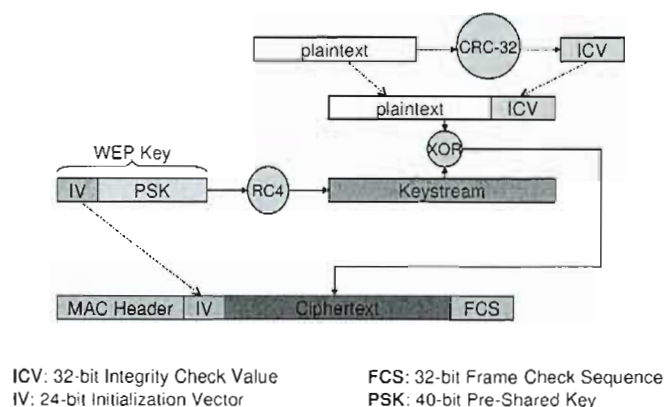 plaintext CRC-32 ICV
plaintext ICV
WEP Key
XOR
IV PSK RC4 Keystream
MAC Header IV Ciphertext FCS
ICV: 32-bit Integrity Check Value
FCS: 32-bit Frame Check Sequence
IV: 24-bit Initialization Vector
PSK: 40-bit Pre-Shared Key